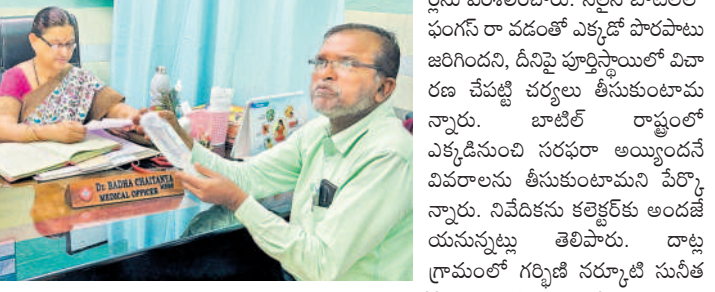 Dr. BADHA CHAITANYA
MEDICAL OFFICER
ఫంగస్ రా వడంతో ఎక్కడో పొరపాటు
జరిగిందని, దీనిపై పూర్తిస్థాయిలో విచా
రణ చేపట్టి చర్యలు తీసుకుంటామ
న్నారు. బాటిల్ రాష్ట్రంలో
ఎక్కడినుంచి సరఫరా అయ్యిందనే
వివరాలను తీసుకుంటామని పేర్కొ
న్నారు. నివేదికను కలెక్టర్‌కు అందజే
యనున్నట్లు తెలిపారు. దాట్ల
గ్రామంలో గర్భిణి నర్కూటి సునీత